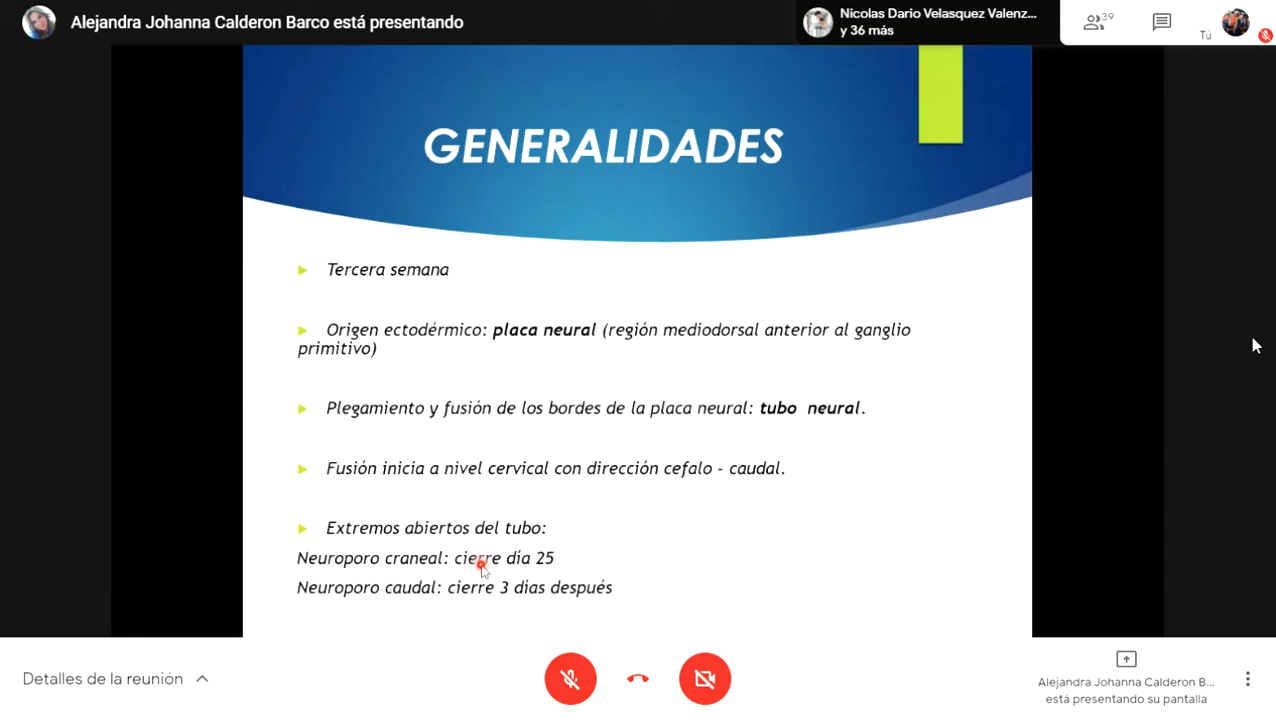 Alejandra Johanna Calderon Barco está presentando
Nicolas Dario Velasquez Valenz...
y 36 más
39
Tú
GENERALIDADES
Tercera semana
Origen ectodérmico: placa neural (región mediodorsal anterior al ganglio
primitivo)
Plegamiento y fusión de los bordes de la placa neural: tubo neural.
Fusión inicia a nivel cervical con dirección cefalo - caudal.
Extremos abiertos del tubo:
Neuroporo craneal: cierre día 25
Neuroporo caudal: cierre 3 días después
Detalles de la reunión
Alejandra Johanna Calderon B...
está presentando su pantalla